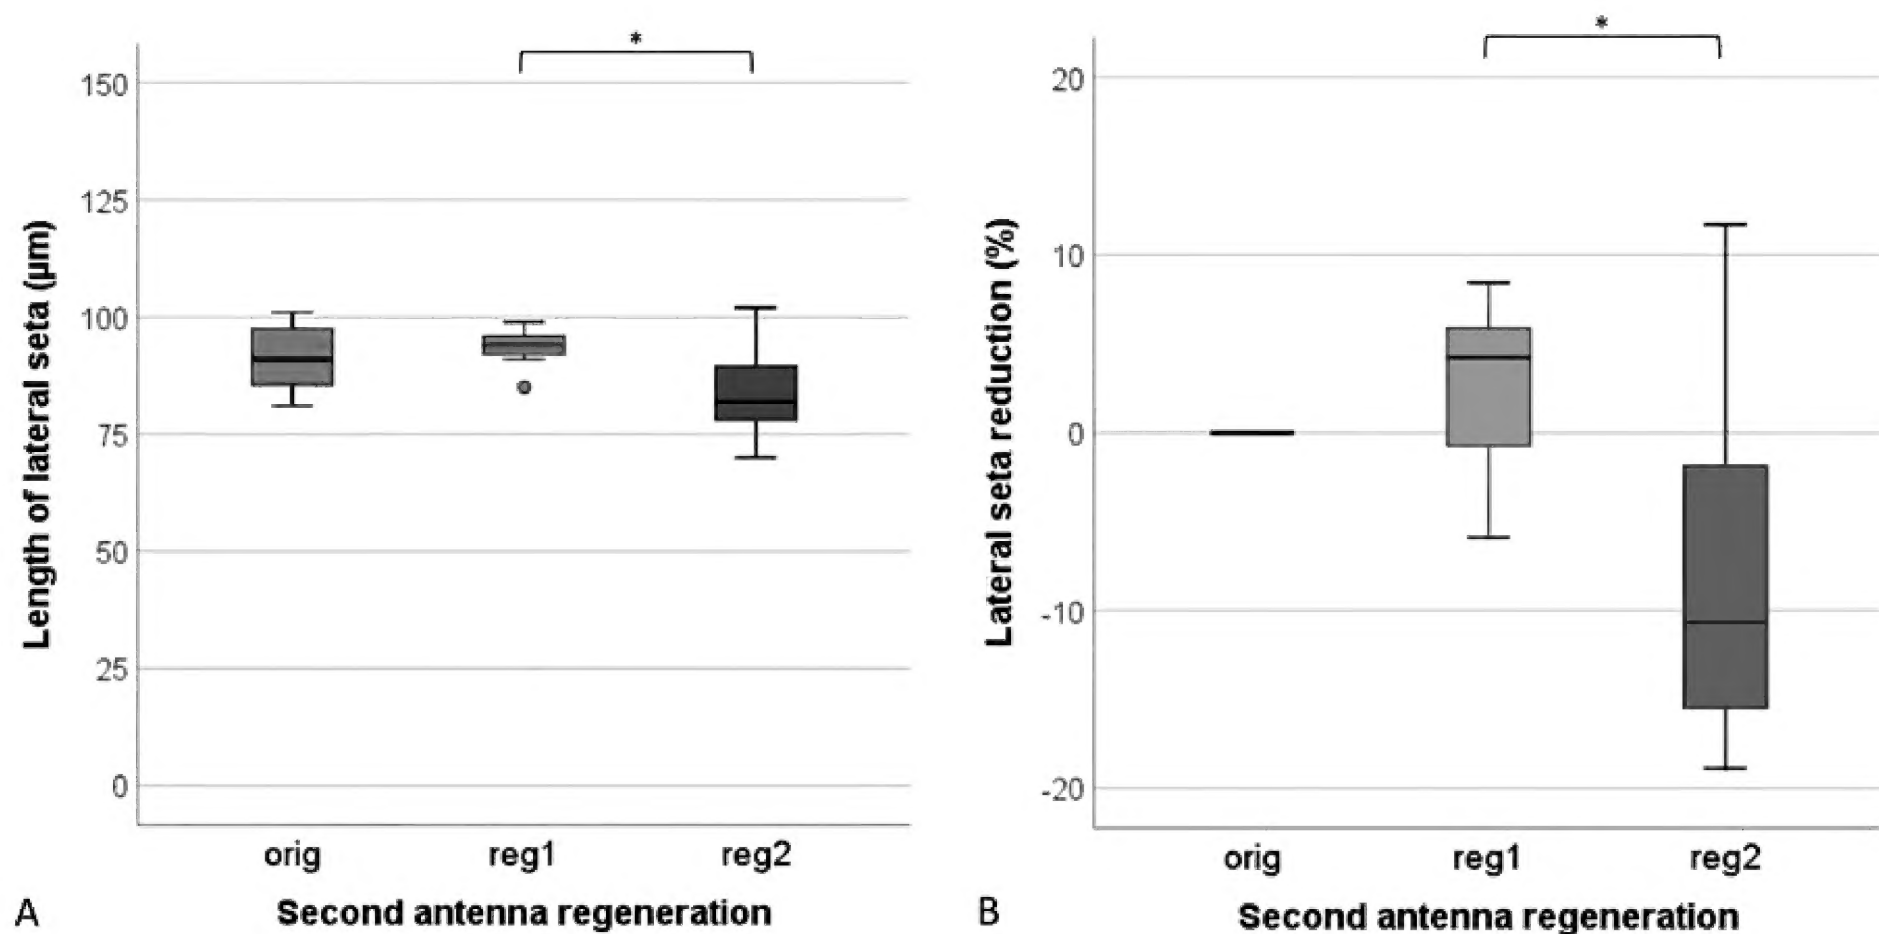 *
150
125
100
75
50
25
0
Length of lateral seta (µm)
orig reg1 reg2
Second antenna regeneration
A
*
20
10
0
-10
-20
Lateral seta reduction (%)
orig reg1 reg2
Second antenna regeneration
B